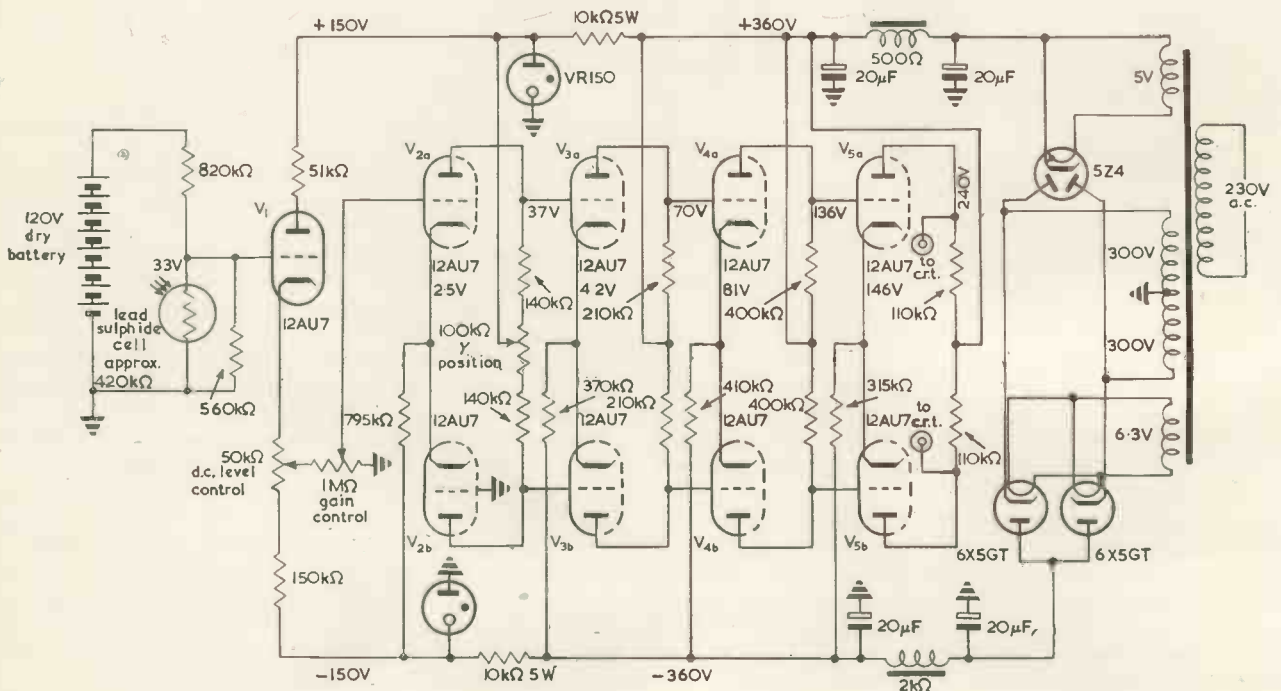 +150V
10kΩ5W
+360V
500Ω
20μF
20μF
5V
VR150
820kΩ
51kΩ
V2a
V3a
V4a
V5a
240V
5Z4
230V
a.c.
120V
dry
battery
V1
33V
37V
70V
136V
to
c.r.t.
300V
12AU7
2·5V
12AU7
4·2V
12AU7
81V
12AU7
146V
lead
sulphide
cell
approx.
420kΩ
12AU7
140kΩ
210kΩ
400kΩ
110kΩ
100kΩ
Y
position
300V
560kΩ
795kΩ
140kΩ
12AU7
370kΩ
210kΩ
12AU7
410kΩ
400kΩ
12AU7
315kΩ
12AU7
to
c.r.t.
110kΩ
6·3V
50kΩ
d.c. level
control
1MΩ
gain
control
V2b
V3b
V4b
V5b
6X5GT
6X5GT
150kΩ
20μF
20μF
-150V
10kΩ 5W
-360V
2kΩ